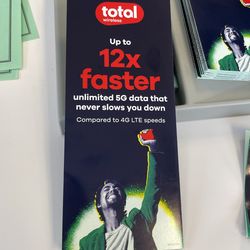 total
wireless
Up to
12x
faster
unlimited 5G data that
never slows you down
Compared to 4G LTE speeds